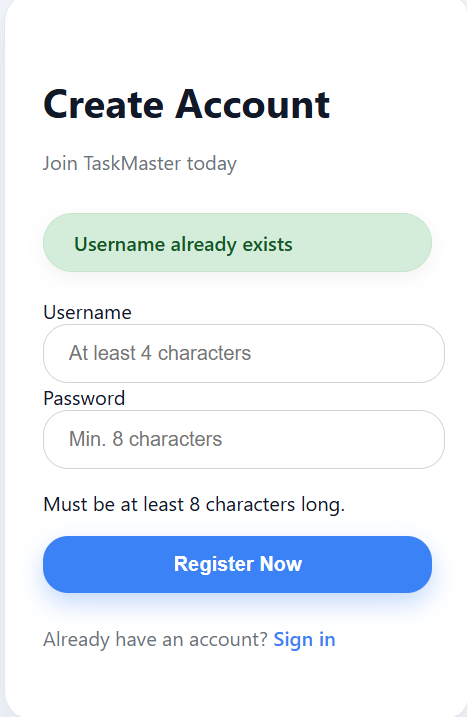 Create Account
Join TaskMaster today
Username already exists
Username
At least 4 characters
Password
Min. 8 characters
Must be at least 8 characters long.
Register Now
Already have an account? Sign in